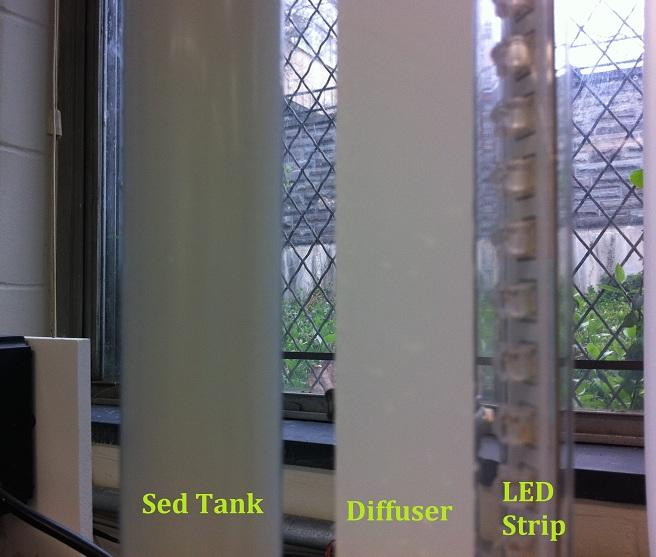 Sed Tank
Diffuser
LED
Strip